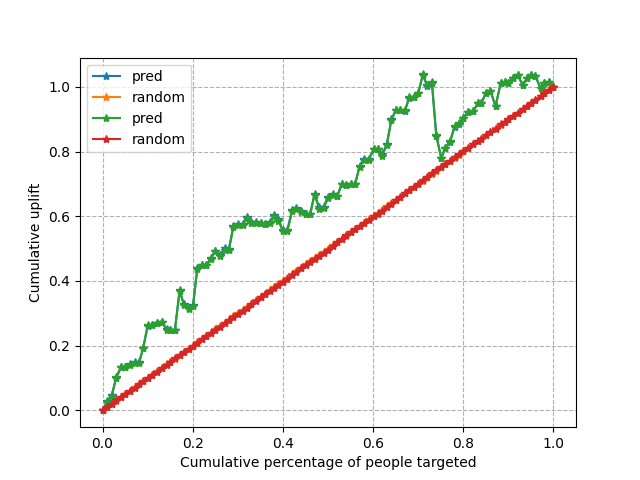 pred
random
pred
random
1.0
0.8
0.6
0.4
0.2
0.0
Cumulative uplift
0.0 0.2 0.4 0.6 0.8 1.0
Cumulative percentage of people targeted